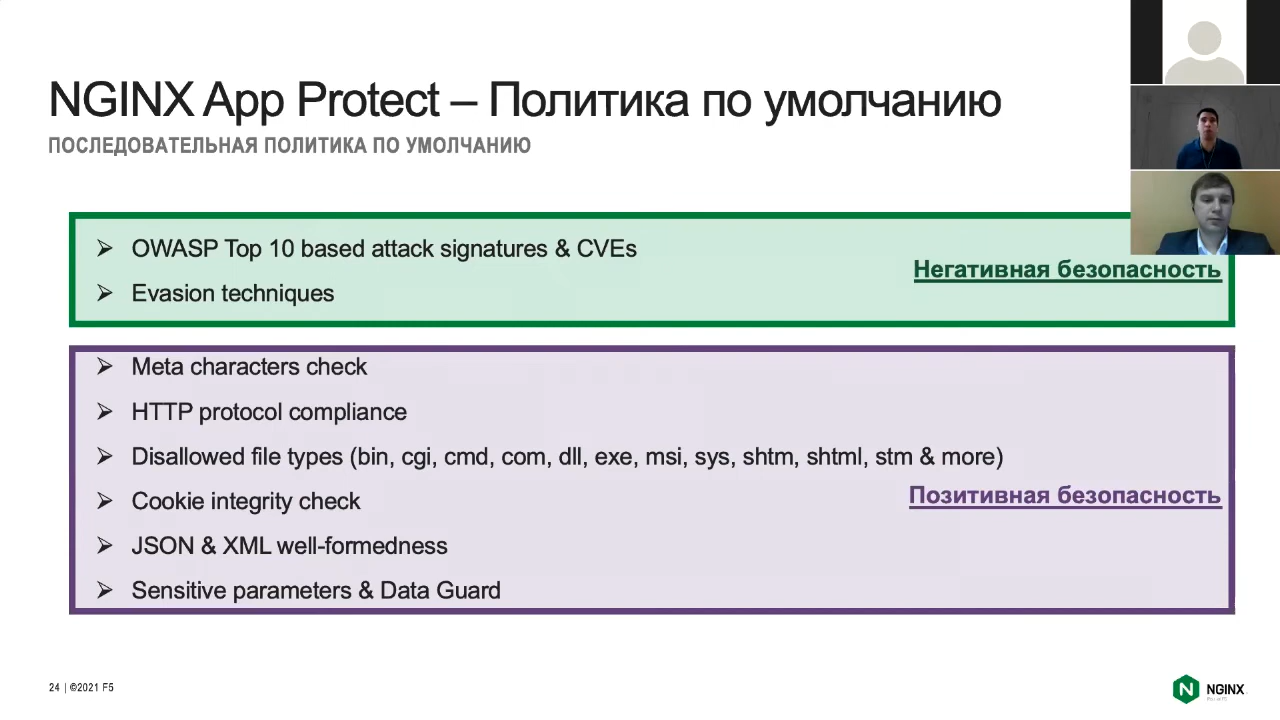 NGINX App Protect – Политика по умолчанию
ПОСЛЕДОВАТЕЛЬНАЯ ПОЛИТИКА ПО УМОЛЧАНИЮ
➢ OWASP Top 10 based attack signatures & CVEs
Негативная безопасность
➢ Evasion techniques
➢ Meta characters check
➢ HTTP protocol compliance
➢ Disallowed file types (bin, cgi, cmd, com, dll, exe, msi, sys, shtm, shtml, stm & more)
➢ Cookie integrity check
Позитивная безопасность
➢ JSON & XML well-formedness
➢ Sensitive parameters & Data Guard
24 | ©2021 F5
N NGINX